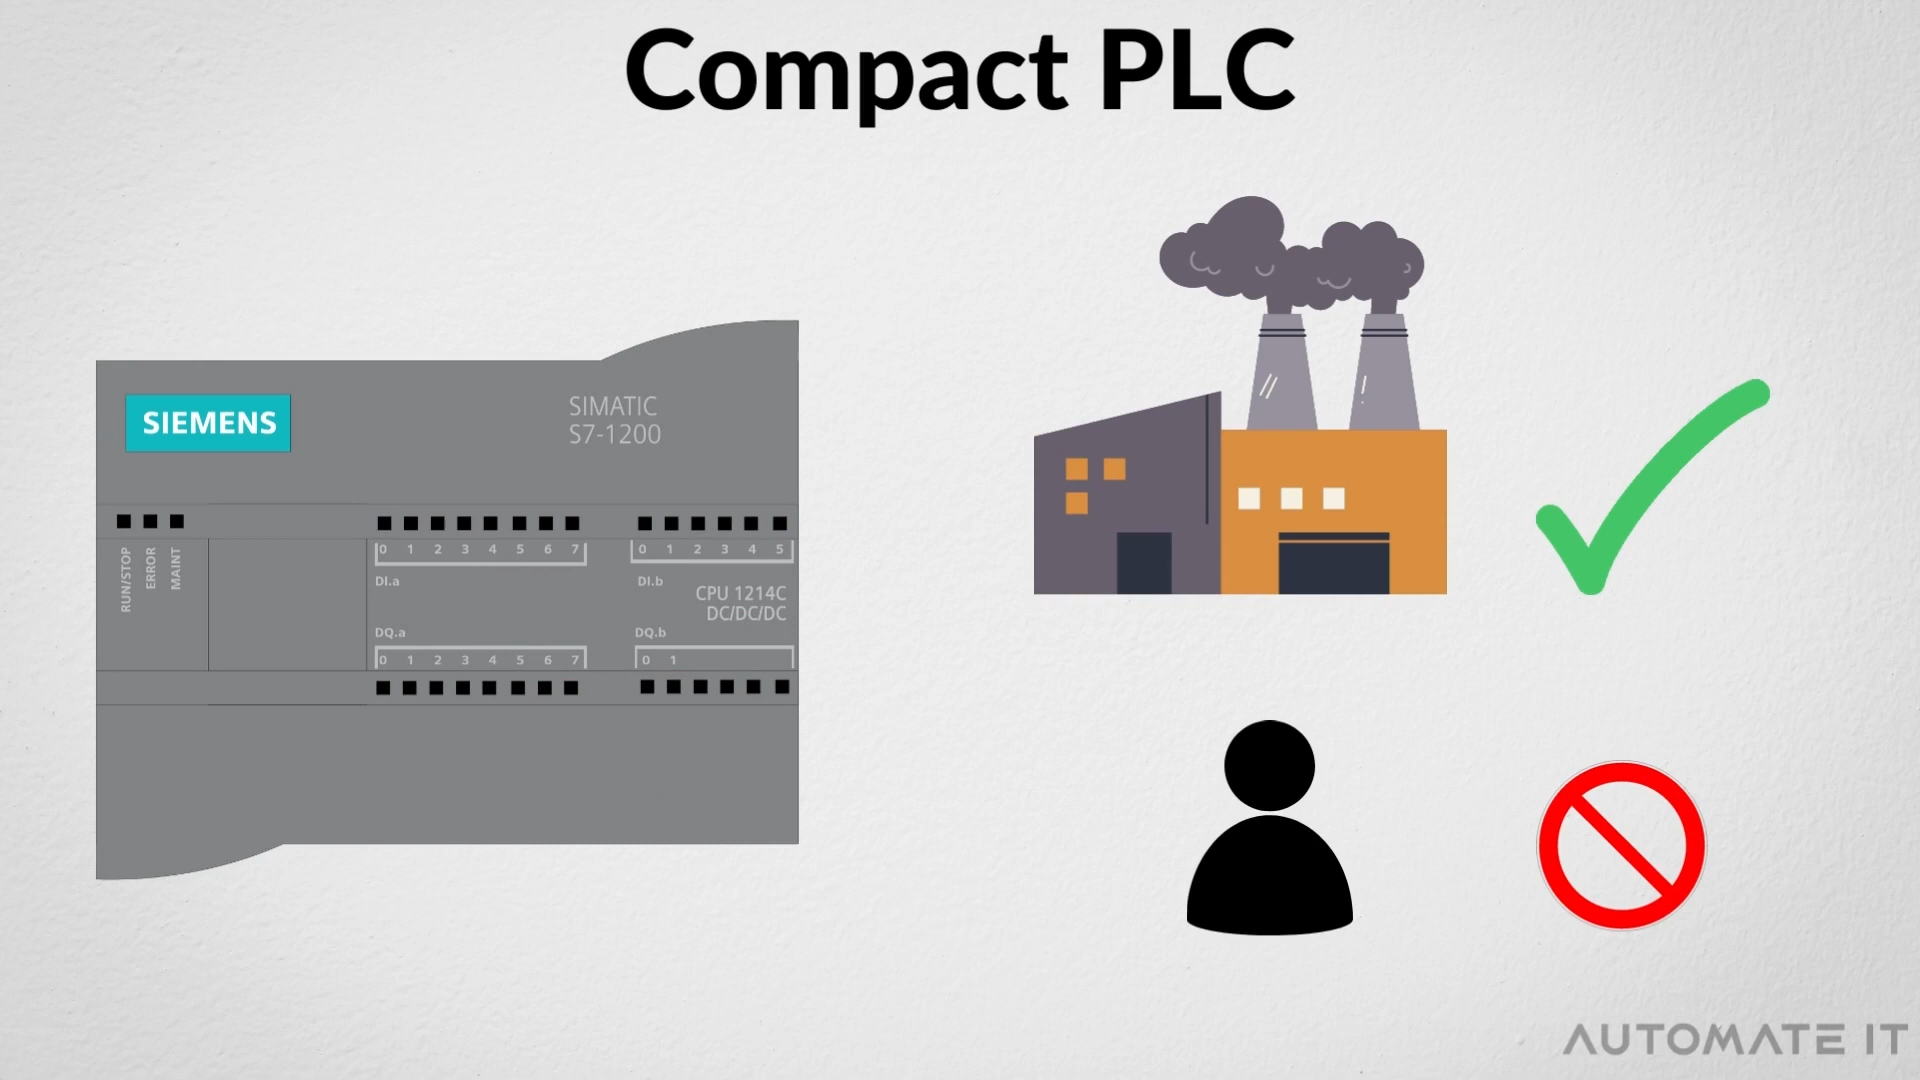 Compact PLC
SIEMENS
SIMATIC
S7-1200
RUN/STOP
ERROR
MAINT
0 1 2 3 4 5 6 7
0 1 2 3 4 5
DI.a
DI.b
CPU 1214C
DC/DC/DC
DQ.a
DQ.b
0 1 2 3 4 5 6 7
0 1
AUTOMATE IT